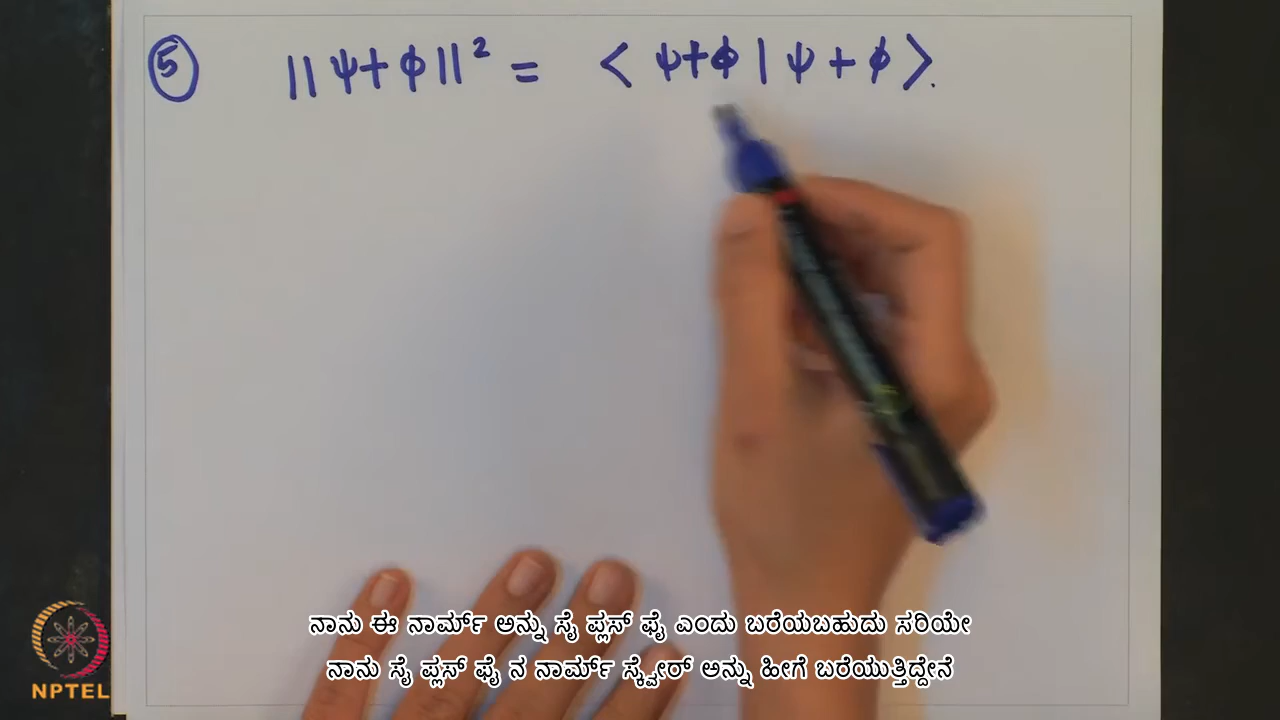 ⑤ ||ψ+ϕ||² = < ψ+ϕ | ψ + ϕ >.
ನಾನು ಈ ನಾರ್ಮ್ ಅನ್ನು ಸೈ ಪ್ಲಸ್ ಫೈ ಎಂದು ಬರೆಯಬಹುದು ಸರಿಯೇ
ನಾನು ಸೈ ಪ್ಲಸ್ ಫೈ ನ ನಾರ್ಮ್ ಸ್ಕ್ವೇರ್ ಅನ್ನು ಹೀಗೆ ಬರೆಯುತ್ತಿದ್ದೇನೆ
NPTEL